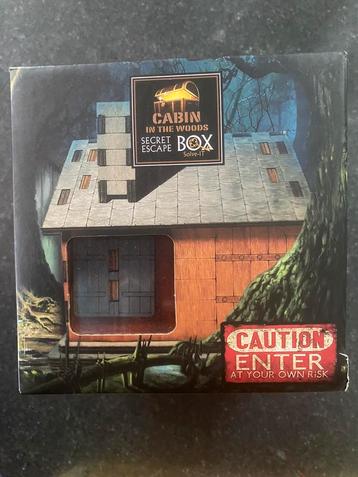 CABIN
IN THE WOODS
SECRET
ESCAPE
BOX
Solve-IT
CAUTION
ENTER
AT YOUR OWN RISK